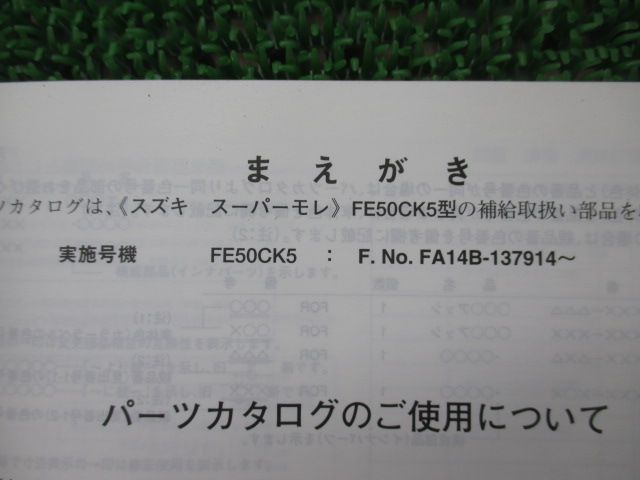 まえがき
ツカタログは、《スズキ　スーパーモレ》FE50CK5型の補給取扱い部品を
実施号機　FE50CK5　:　F. No. FA14B-137914～
パーツカタログのご使用について